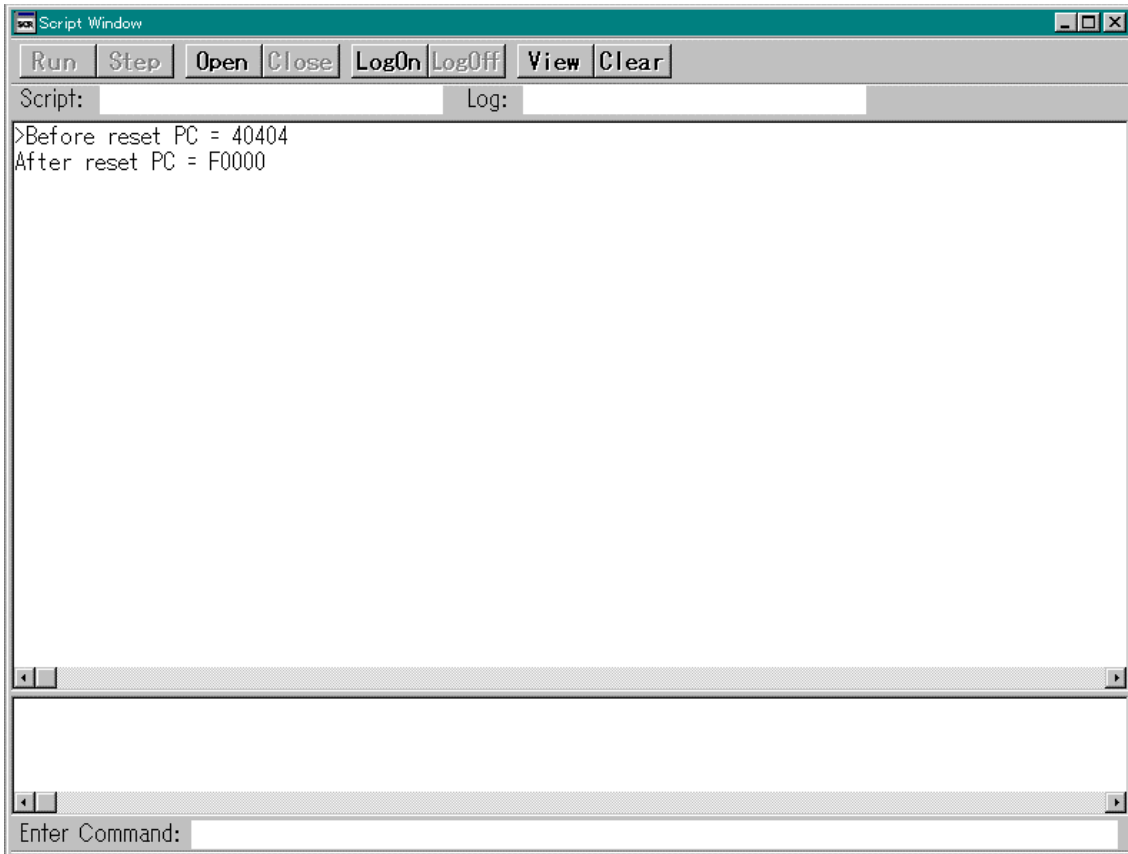 SCR Script Window
Run Step Open Close LogOn LogOff View Clear
Script: Log:
>Before reset PC = 40404
After reset PC = F0000
Enter Command: